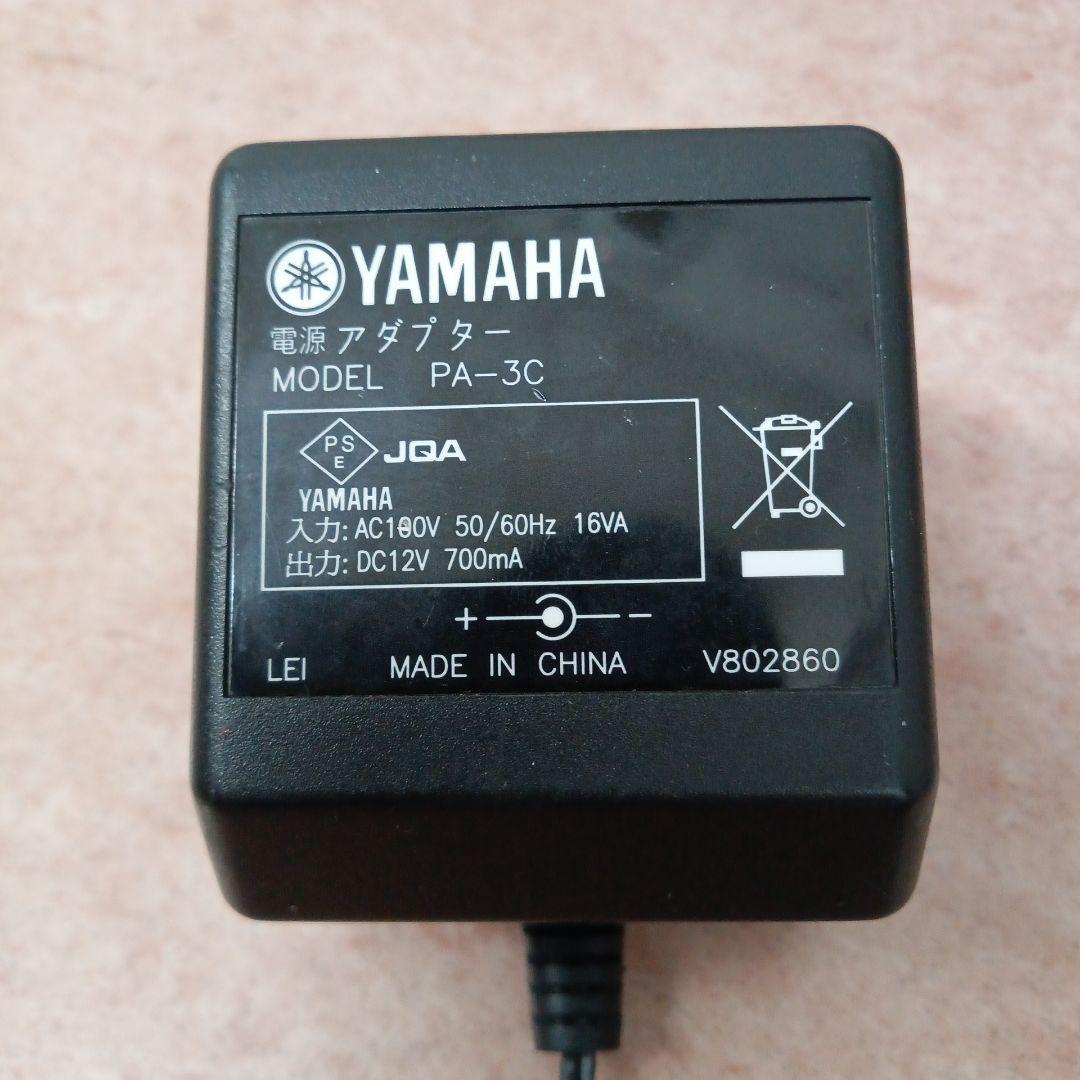 YAMAHA
電源アダプター
MODEL PA-3C
PS
E
JQA
YAMAHA
入力: AC100V 50/60Hz 16VA
出力: DC12V 700mA
+ -
LEI MADE IN CHINA V802860